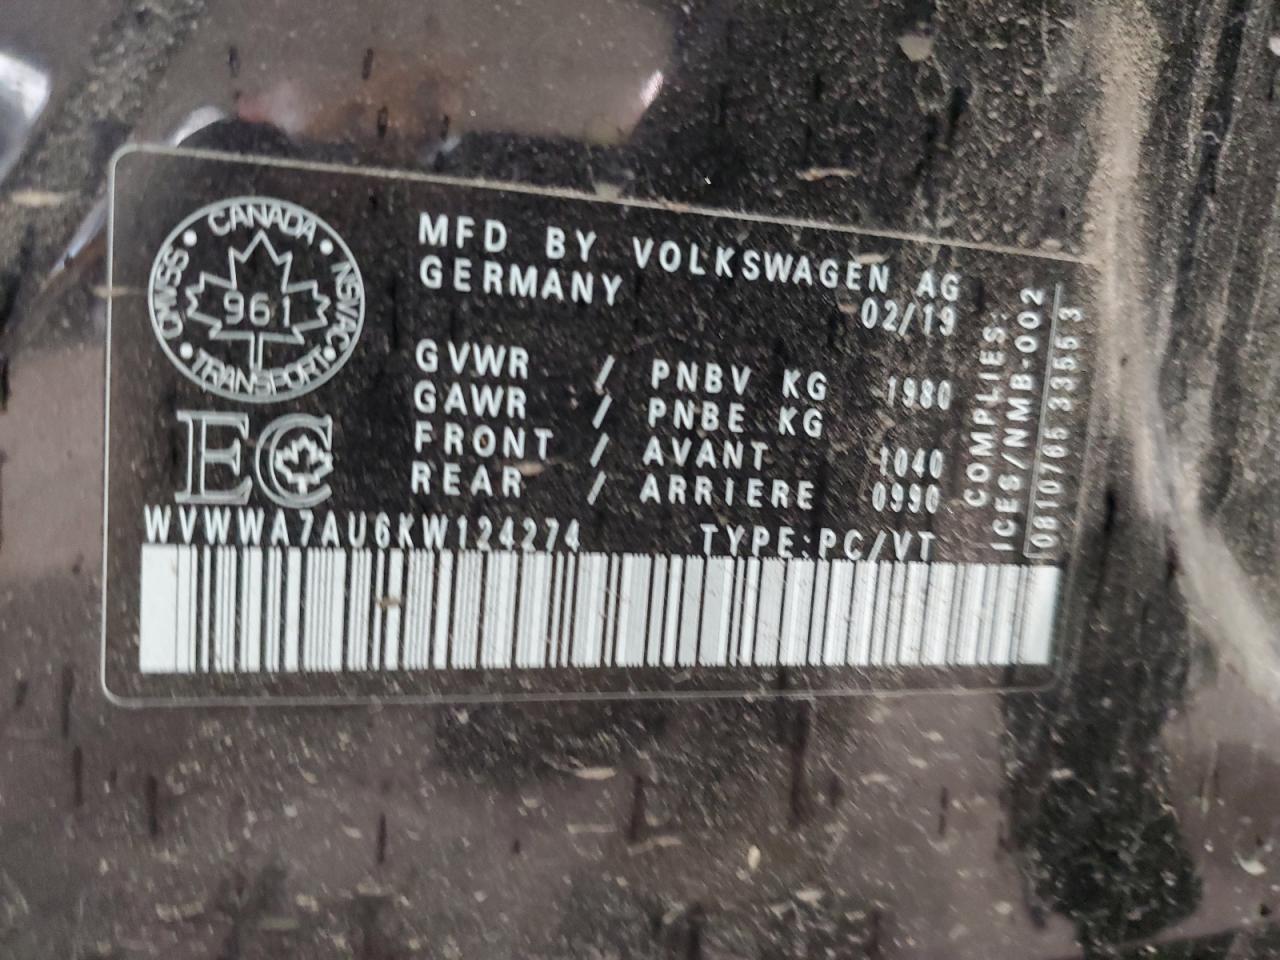 CANADA
NSVAC
TRANSPORT
CMVSS
961
EC
MFD BY VOLKSWAGEN AG
GERMANY 02/19
GVWR / PNBV KG 1980
GAWR / PNBE KG
FRONT / AVANT 1040
REAR / ARRIERE 0990
WVWWA7AU6KW124274 TYPE:PC/VT
COMPLIES:
ICES/NMB-002
0810765 33553